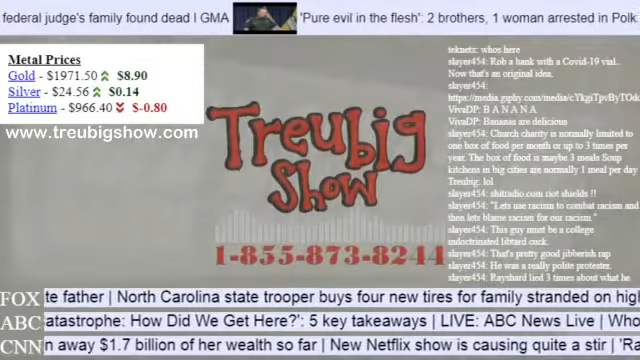 federal judge's family found dead I GMA
'Pure evil in the flesh': 2 brothers, 1 woman arrested in Polk
Metal Prices
Gold - $1971.50 $8.90
Silver - $24.56 $0.14
Platinum - $966.40 $-0.80
www.treubigshow.com
Treubig
Show
1-855-873-8244
teknetz: whos here
slayer454: Rob a bank with a Covid-19 vial..
Now that's an original idea.
slayer454:
https://media.giphy.com/media/cYkgiTpvByTOdc
VivaDP: B A N A N A
VivaDP: Bananas are delicious
slayer454: Church charity is normally limited to
one box of food per month or up to 3 times per
year. The box of food is maybe 3 meals Soup
kitchens in big cities are normally 1 meal per day
Treubig: lol
slayer454: shitradio.com riot shields !!
slayer454: "Lets use racism to combat racism and
then lets blame racism for our racism."
slayer454: This guy must be a college
indoctrinated libtard cuck.
slayer454: That's pretty good jibberish rap
slayer454: He was a really polite protester.
slayer454: Rayshard lied 3 times about what he
FOX te father | North Carolina state trooper buys four new tires for family stranded on high
ABC atastrophe: How Did We Get Here?': 5 key takeaways | LIVE: ABC News Live | Who
CNN n away $1.7 billion of her wealth so far | New Netflix show is causing quite a stir | 'Ra